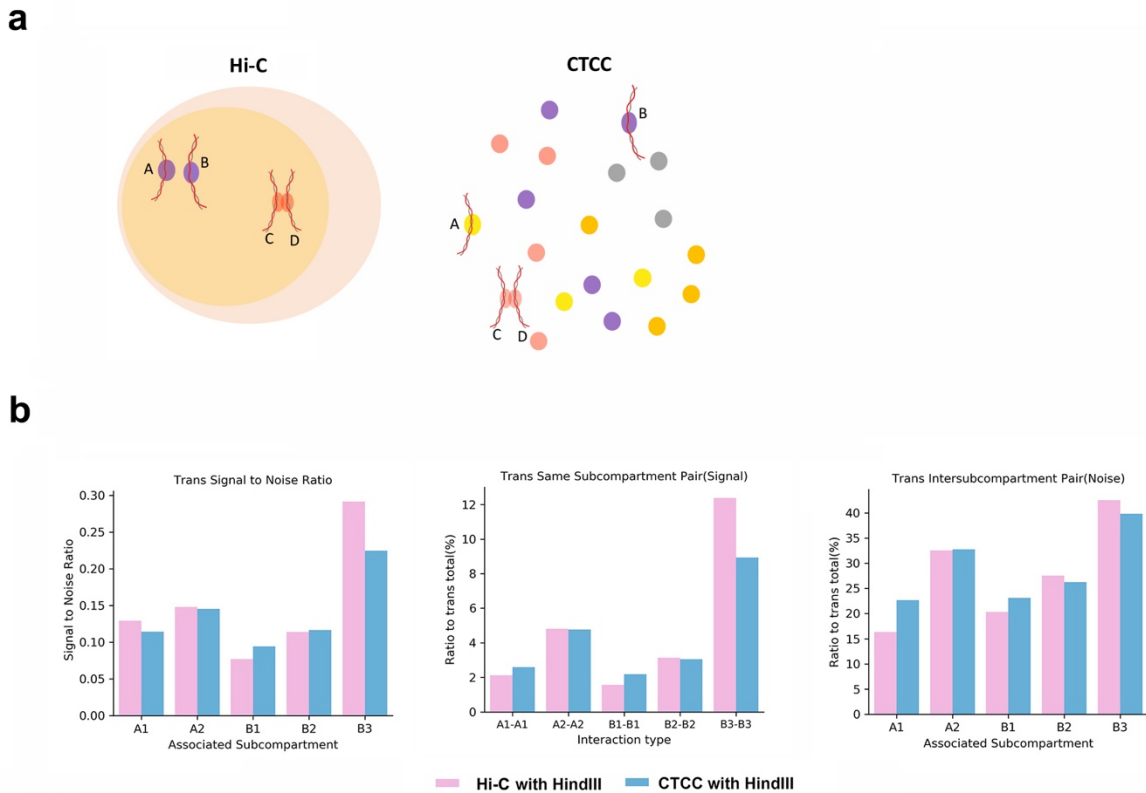 a
Hi-C
CTCC
A
B
C
D
B
A
C
D
b
Trans Signal to Noise Ratio
Signal to Noise Ratio
0.30
0.25
0.20
0.15
0.10
0.05
0.00
A1 A2 B1 B2 B3
Associated Subcompartment
Trans Same Subcompartment Pair(Signal)
Ratio to trans total(%)
12
10
8
6
4
2
0
A1-A1 A2-A2 B1-B1 B2-B2 B3-B3
Interaction type
Trans Intersubcompartment Pair(Noise)
Ratio to trans total(%)
40
35
30
25
20
15
10
5
0
A1 A2 B1 B2 B3
Associated Subcompartment
Hi-C with HindIII
CTCC with HindIII